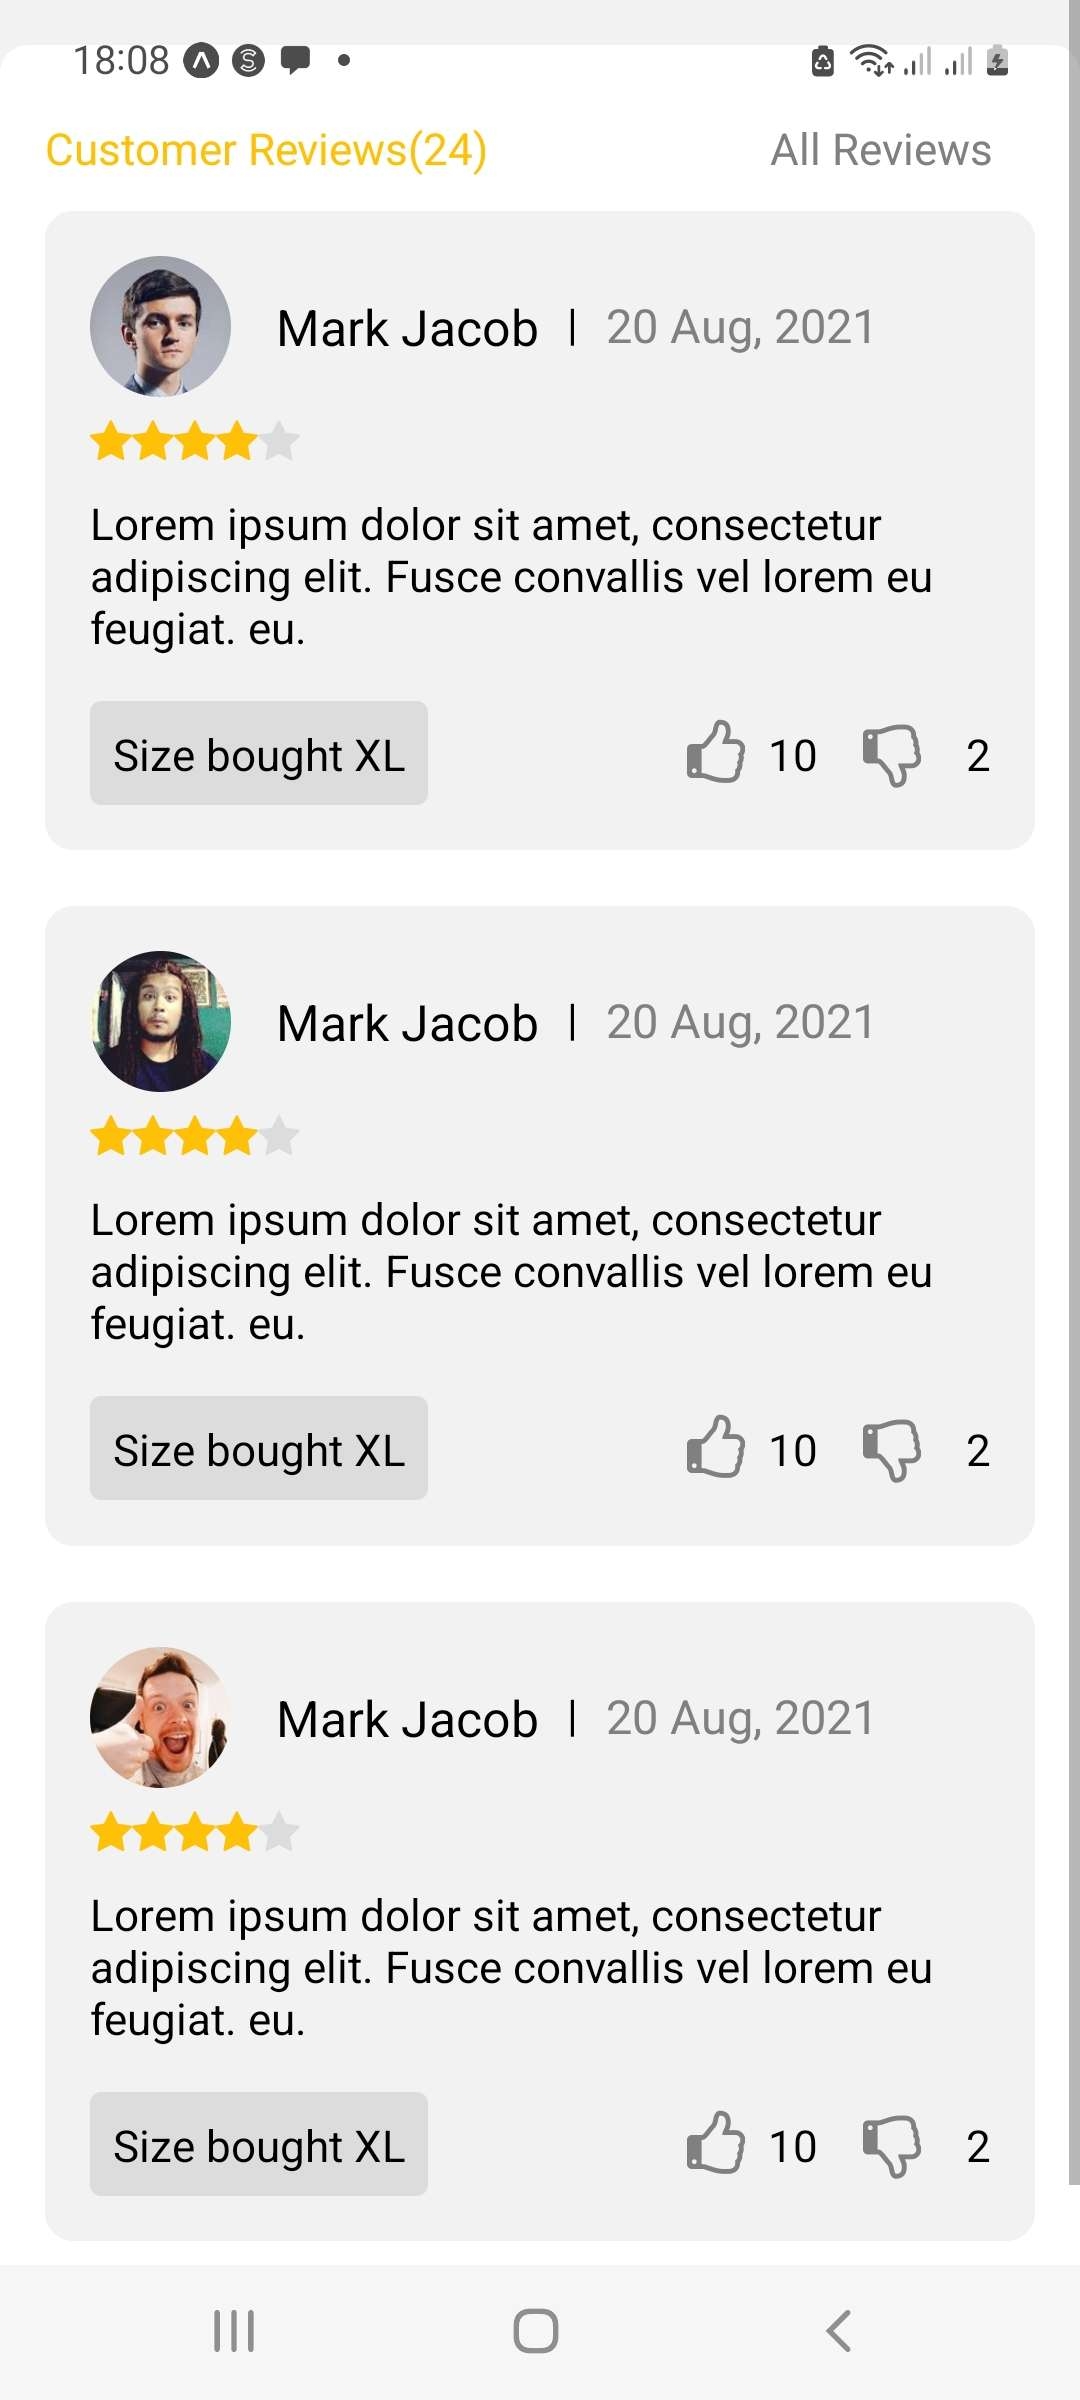 18:08
Customer Reviews(24) All Reviews
Mark Jacob | 20 Aug, 2021
Lorem ipsum dolor sit amet, consectetur
adipiscing elit. Fusce convallis vel lorem eu
feugiat. eu.
Size bought XL 10 2
Mark Jacob | 20 Aug, 2021
Lorem ipsum dolor sit amet, consectetur
adipiscing elit. Fusce convallis vel lorem eu
feugiat. eu.
Size bought XL 10 2
Mark Jacob | 20 Aug, 2021
Lorem ipsum dolor sit amet, consectetur
adipiscing elit. Fusce convallis vel lorem eu
feugiat. eu.
Size bought XL 10 2